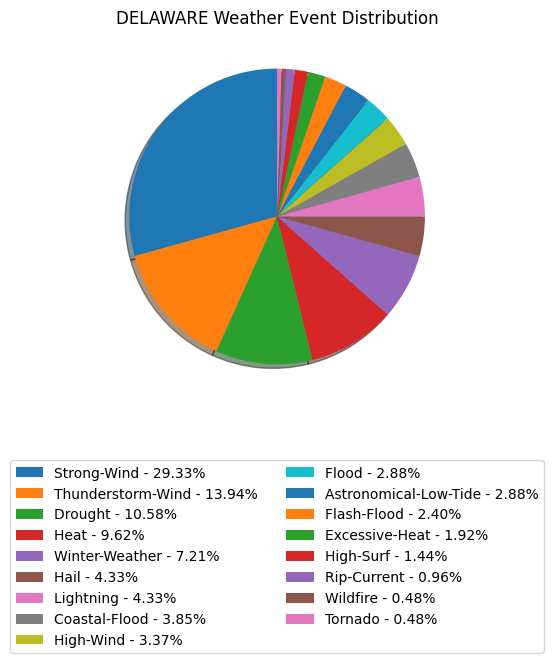 DELAWARE Weather Event Distribution
Strong-Wind - 29.33%
Thunderstorm-Wind - 13.94%
Drought - 10.58%
Heat - 9.62%
Winter-Weather - 7.21%
Hail - 4.33%
Lightning - 4.33%
Coastal-Flood - 3.85%
High-Wind - 3.37%
Flood - 2.88%
Astronomical-Low-Tide - 2.88%
Flash-Flood - 2.40%
Excessive-Heat - 1.92%
High-Surf - 1.44%
Rip-Current - 0.96%
Wildfire - 0.48%
Tornado - 0.48%